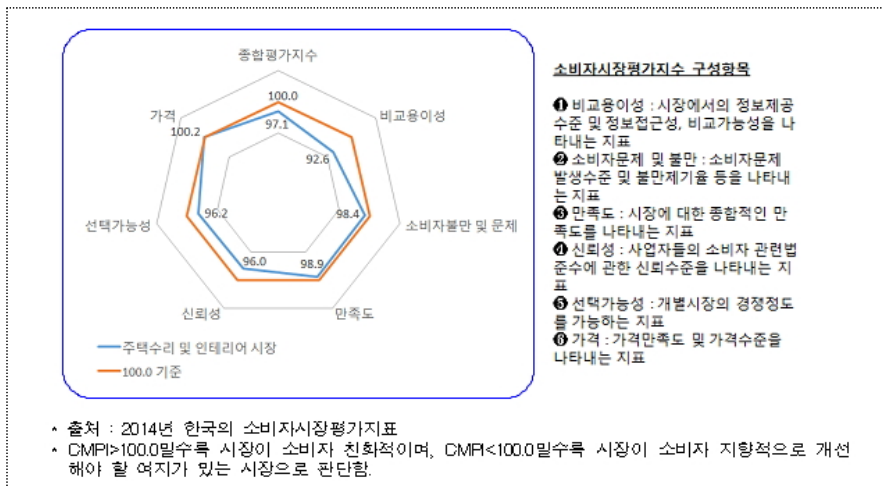 종합평가지수
100.0
비교용이성
가격
100.2
97.1
92.6
선택가능성
96.2
98.4
소비자불만 및 문제
96.0
98.9
신뢰성
만족도
주택수리 및 인테리어 시장
100.0 기준
소비자시장평가지수 구성항목
❶ 비교용이성 : 시장에서의 정보제공
수준 및 정보접근성, 비교가능성을 나
타내는 지표
❷ 소비자문제 및 불만 : 소비자문제
발생수준 및 불만제기율 등을 나타내
는 지표
❸ 만족도 : 시장에 대한 종합적인 만
족도를 나타내는 지표
❹ 신뢰성 : 사업자들의 소비자 관련법
준수에 관한 신뢰수준을 나타내는 지
표
❺ 선택가능성 : 개별시장의 경쟁정도
를 가늠하는 지표
❻ 가격 : 가격만족도 및 가격수준을
나타내는 지표
* 출처 : 2014년 한국의 소비자시장평가지표
* CMPI>100.0일수록 시장이 소비자 친화적이며, CMPI<100.0일수록 시장이 소비자 지향적으로 개선
해야 할 여지가 있는 시장으로 판단함.